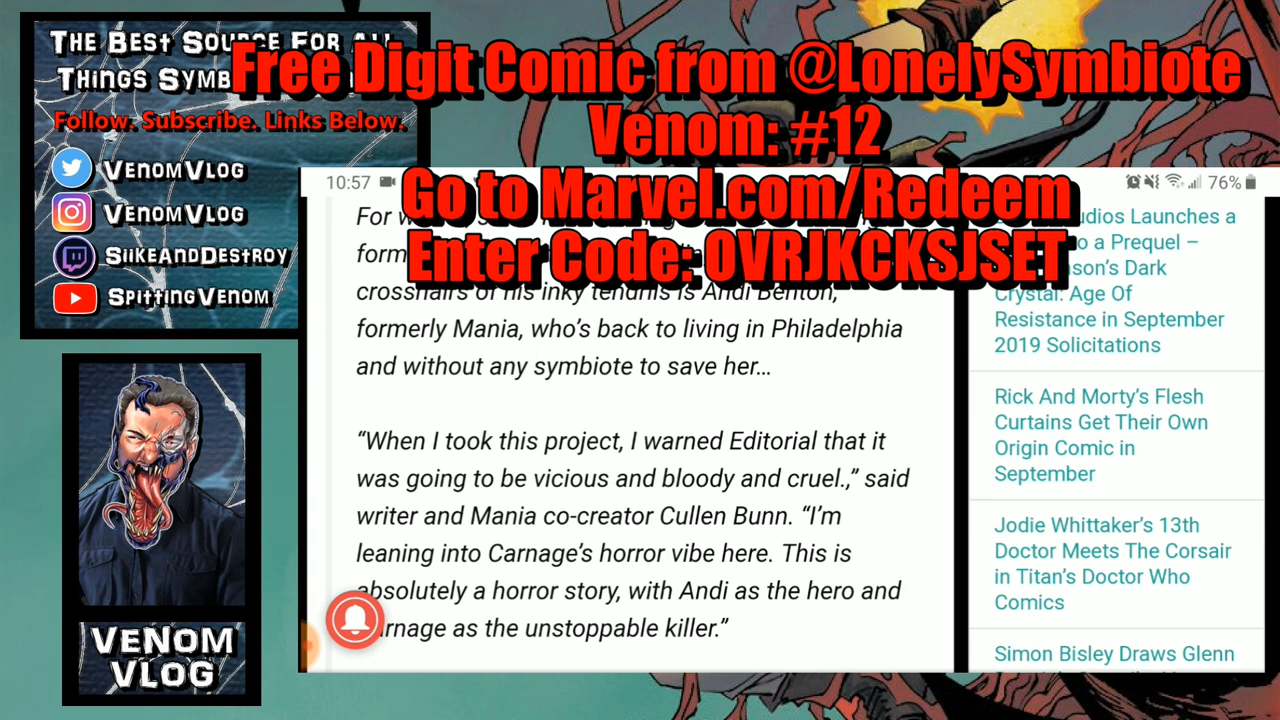 THE BEST SOURCE FOR ALL
THINGS SYMB
Follow. Subscribe. Links Below.
VENOMVLOG
VENOMVLOG
SIIKEANDDESTROY
SPITTINGVENOM
VENOM
VLOG
Free Digit Comic from @LonelySymbiote
Venom: #12
Go to Marvel.com/Redeem
Enter Code: 0VRJKCKSJSET
10:57
76%
For
form
crosshairs of his inky tendrils is Andi Benton,
formerly Mania, who's back to living in Philadelphia
and without any symbiote to save her...
“When I took this project, I warned Editorial that it
was going to be vicious and bloody and cruel.,” said
writer and Mania co-creator Cullen Bunn. “I'm
leaning into Carnage's horror vibe here. This is
absolutely a horror story, with Andi as the hero and
arnage as the unstoppable killer.”
udios Launches a
o a Prequel –
nson's Dark
Crystal: Age Of
Resistance in September
2019 Solicitations
Rick And Morty's Flesh
Curtains Get Their Own
Origin Comic in
September
Jodie Whittaker's 13th
Doctor Meets The Corsair
in Titan's Doctor Who
Comics
Simon Bisley Draws Glenn